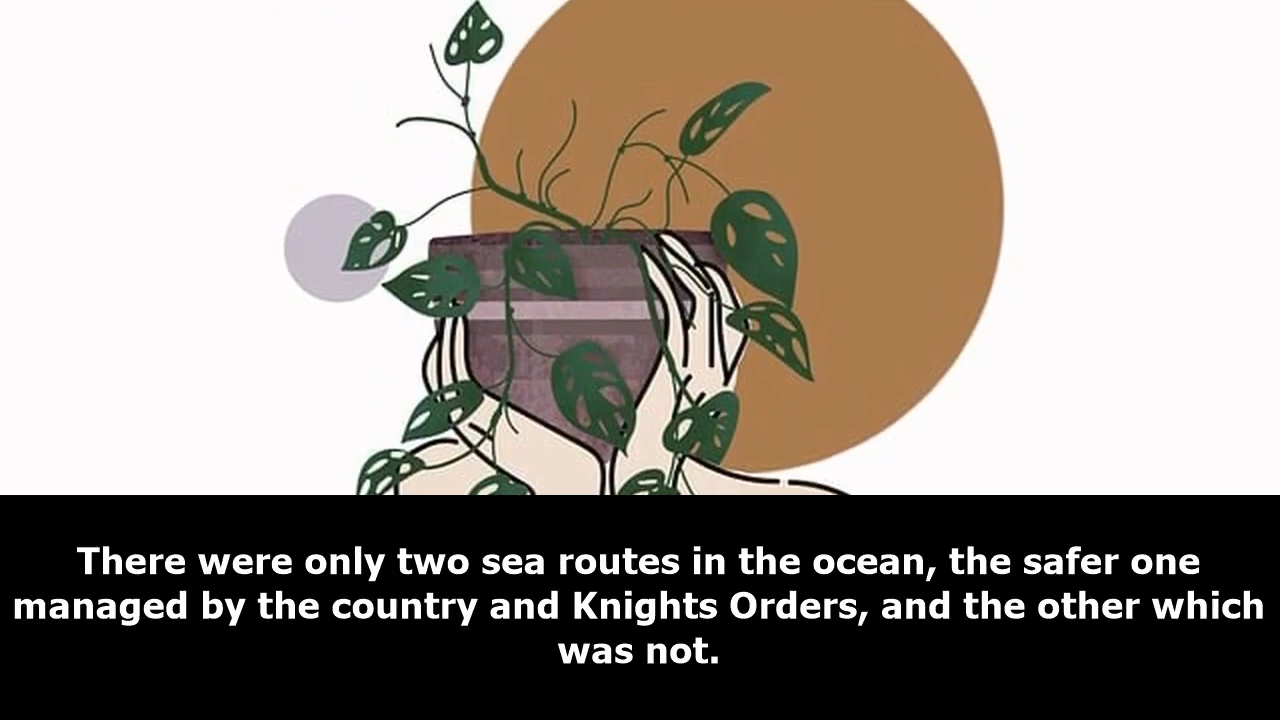 There were only two sea routes in the ocean, the safer one
managed by the country and Knights Orders, and the other which
was not.